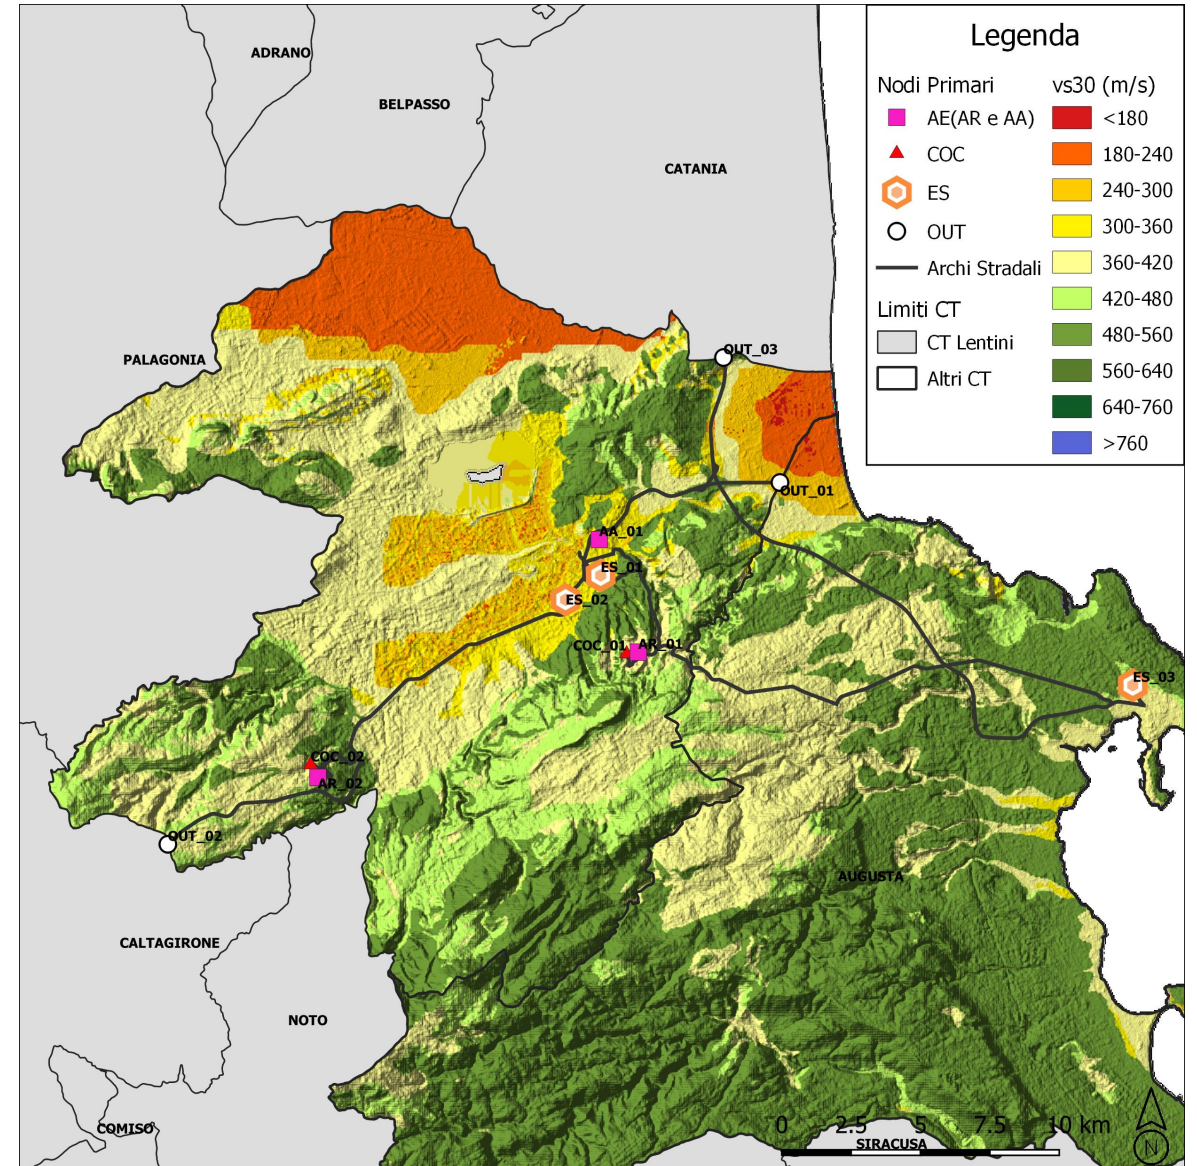 Legenda
Nodi Primari
AE(AR e AA)
COC
ES
OUT
Archi Stradali
Limiti CT
CT Lentini
Altri CT
vs30 (m/s)
<180
180-240
240-300
300-360
360-420
420-480
480-560
560-640
640-760
>760
ADRANO
BELPASSO
CATANIA
PALAGONIA
OUT_03
OUT_01
AA_01
ES_01
ES_02
COC_01
AR_01
ES_03
COC_02
AR_02
OUT_02
AUGUSTA
CALTAGIRONE
NOTO
COMISO
SIRACUSA
0 2.5 5 7.5 10 km
N